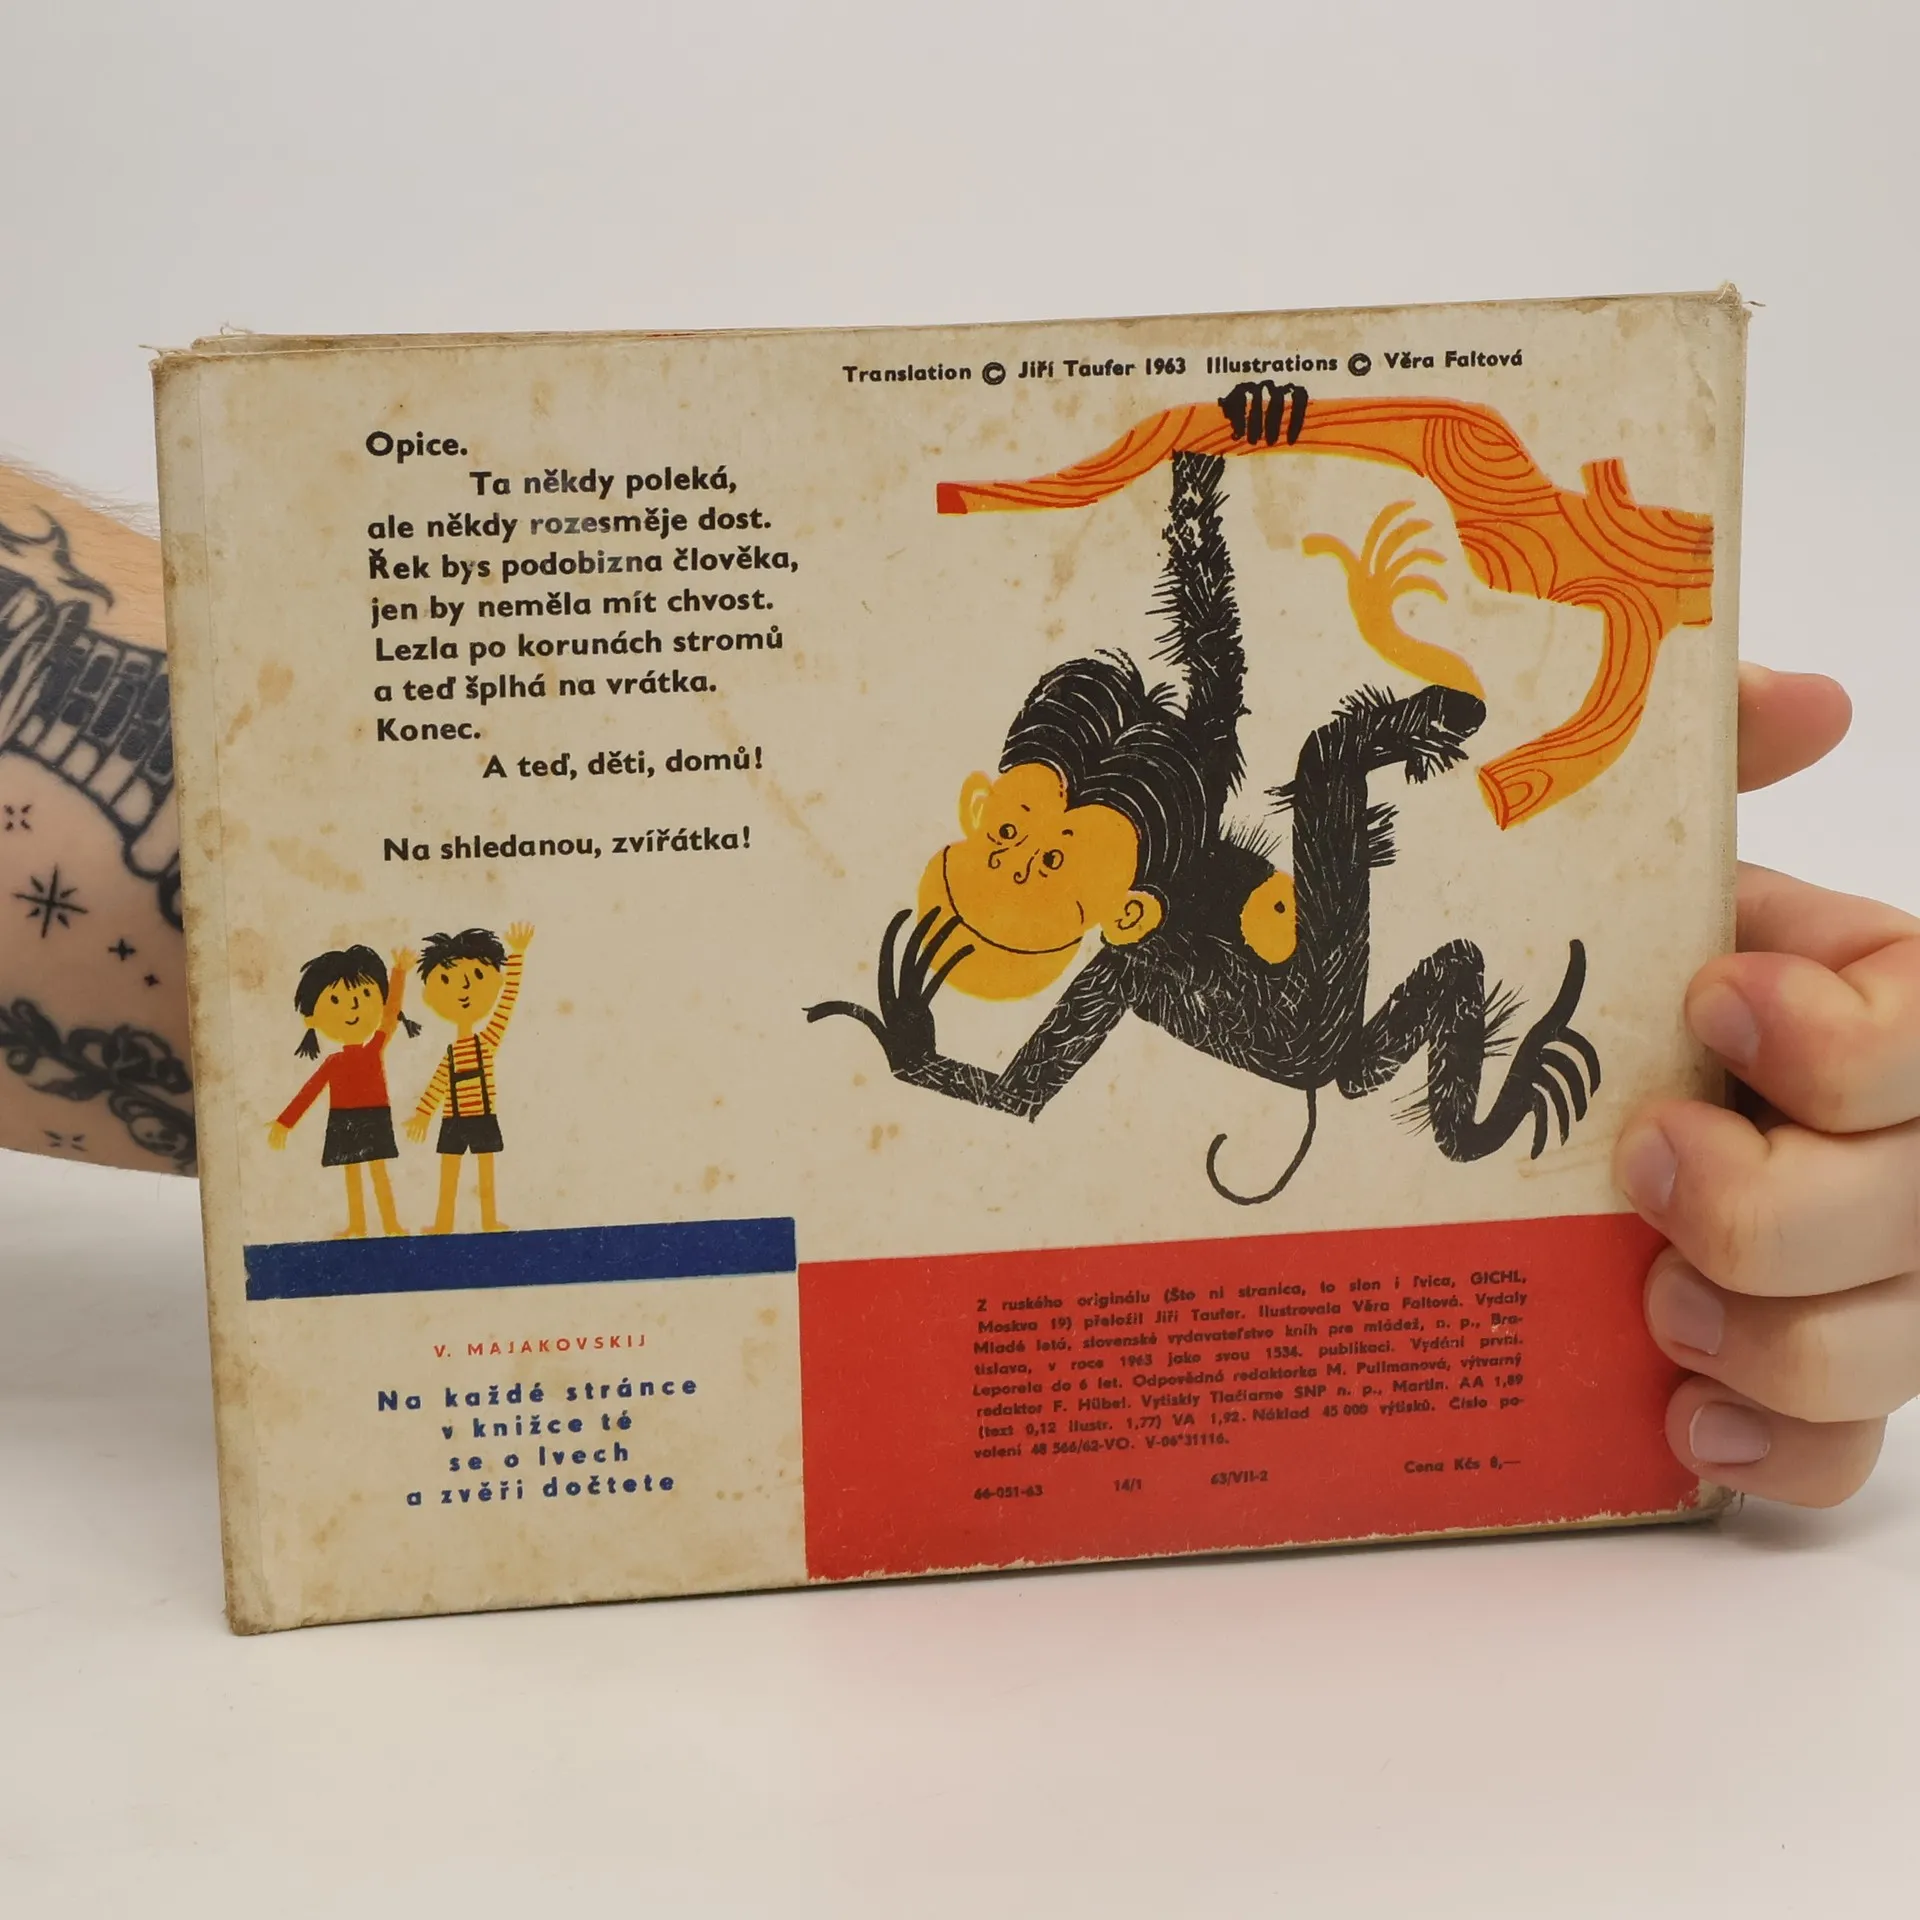 Translation © Jiří Taufer 1963 Illustrations © Věra Faltová
Opice.
Ta někdy poleká,
ale někdy rozesměje dost.
Řek bys podobizna člověka,
jen by neměla mít chvost.
Lezla po korunách stromů
a teď šplhá na vrátka.
Konec.
A teď, děti, domů!
Na shledanou, zvířátka!
V. MAJAKOVSKIJ
Na každé stránce
v knižce té
se o lvech
a zvěři dočtete
Z ruského originálu (Što ni stranica, to slon i ľvica, GICHL,
Moskva 19) přeložil Jiří Taufer. Ilustrovala Věra Faltová. Vydaly
Mladé letá, slovenské vydavateľstvo kníh pre mládež, n. p., Bra-
tislava, v roce 1963 jako svou 1534. publikaci. Vydání první.
Leporela do 6 let. Odpovědná redaktorka M. Pullmanová, výtvarný
redaktor F. Hübel. Vytiskly Tlačiarne SNP n. p., Martin. AA 1,89
(text 0,12 ilustr. 1,77) VA 1,92. Náklad 45 000 výtisků. Číslo po-
volení 48 566/62-VO. V-06*31116.
46-051-63 14/1 63/VII-2 Cena Kčs 8,—